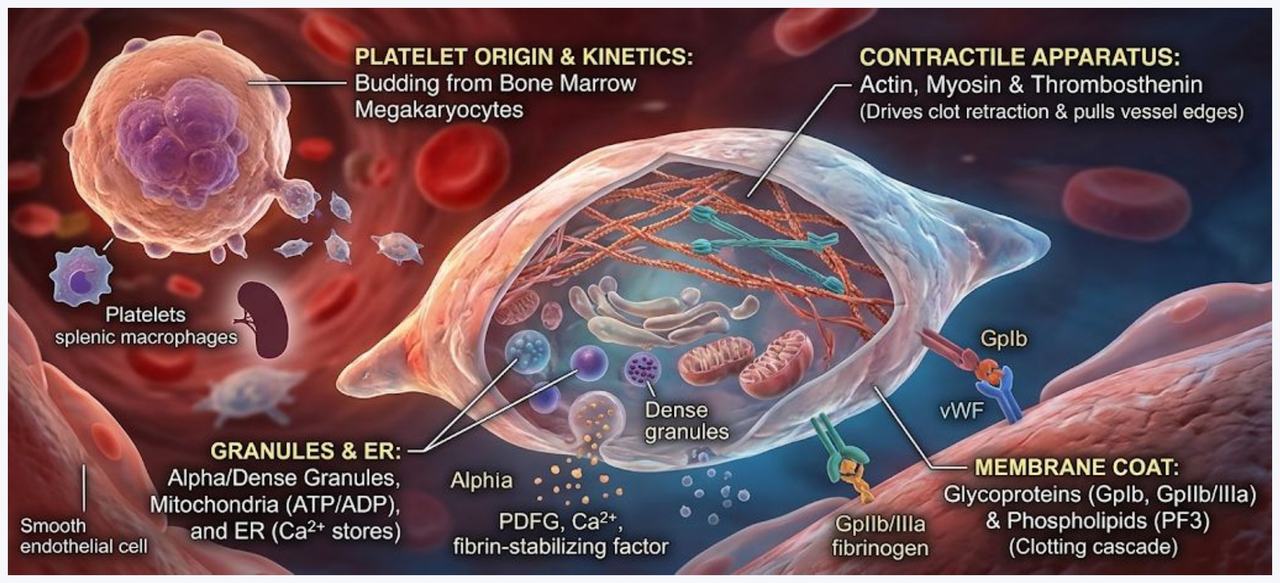 PLATELET ORIGIN & KINETICS:
Budding from Bone Marrow
Megakaryocytes
CONTRACTILE APPARATUS:
Actin, Myosin & Thrombosthenin
(Drives clot retraction & pulls vessel edges)
Platelets
splenic macrophages
GpIb
vWF
Dense
granules
GRANULES & ER:
Alpha/Dense Granules,
Mitochondria (ATP/ADP),
and ER (Ca²⁺ stores)
Alphia
PDFG, Ca²⁺,
fibrin-stabilizing factor
Smooth
endothelial cell
GpIIb/IIIa
fibrinogen
MEMBRANE COAT:
Glycoproteins (GpIb, GpIIb/IIIa)
& Phospholipids (PF3)
(Clotting cascade)